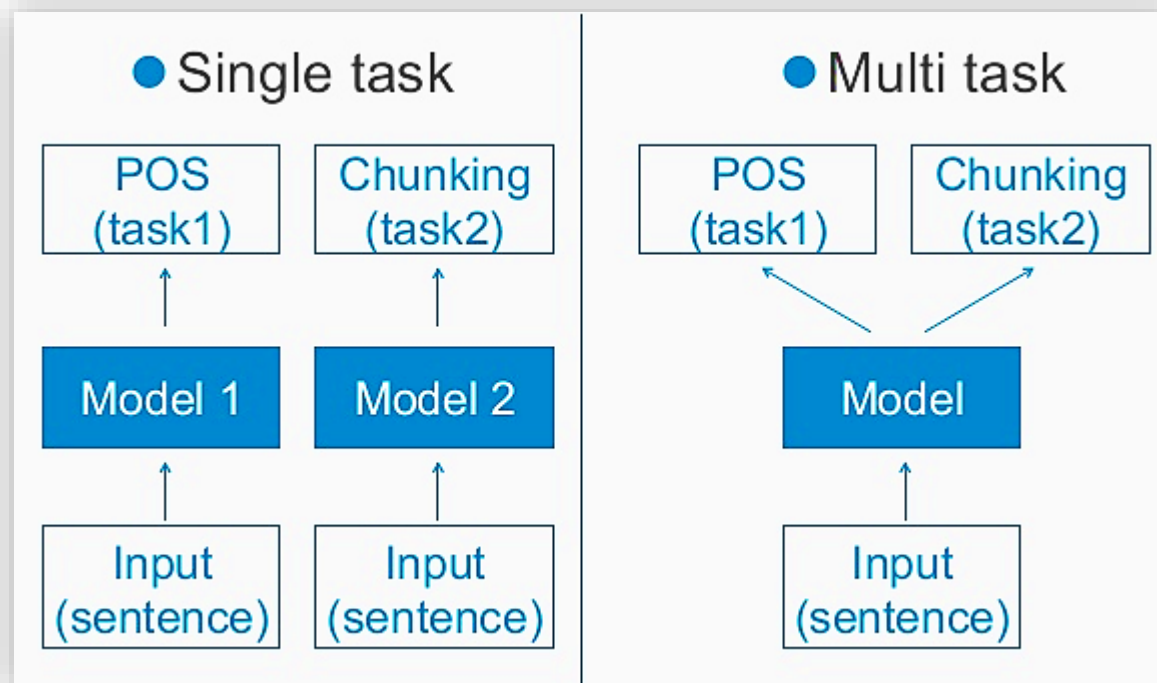 ● Single task
POS
(task1)
Chunking
(task2)
Model 1
Model 2
Input
(sentence)
Input
(sentence)
● Multi task
POS
(task1)
Chunking
(task2)
Model
Input
(sentence)